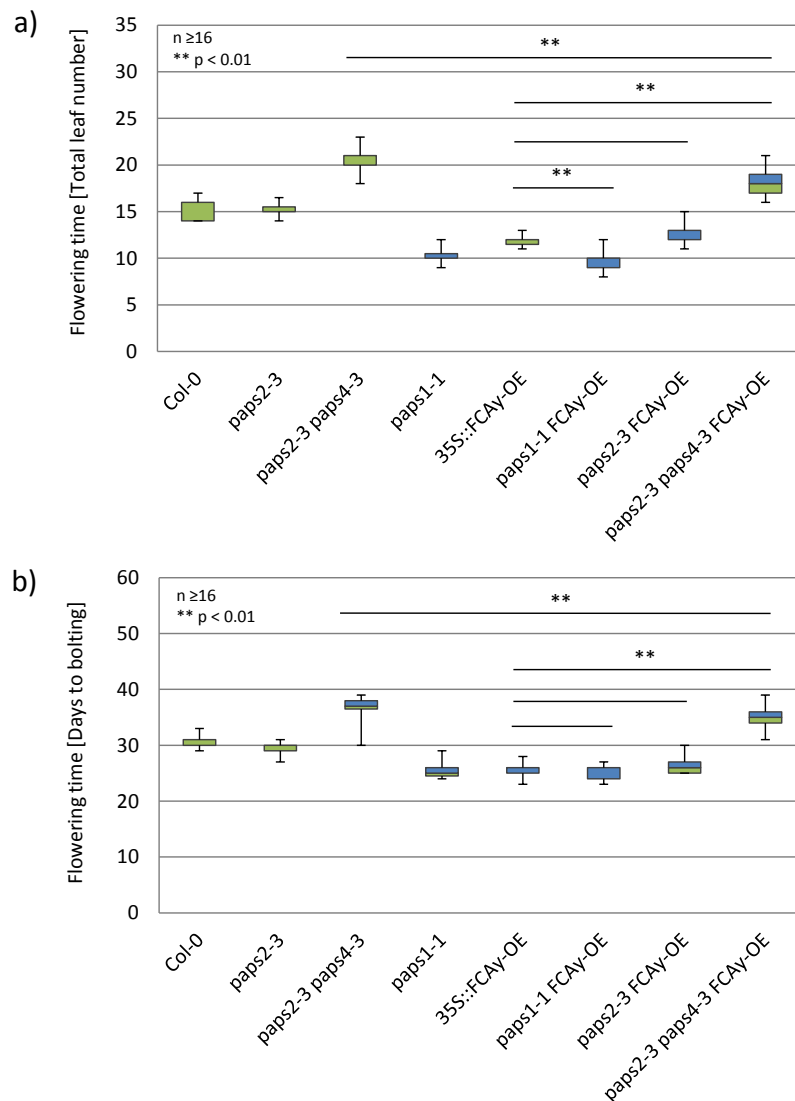 a)
Flowering time [Total leaf number]
35
30
25
20
15
10
5
0
n ≥16
** p < 0.01
**
**
**
Col-0
paps2-3
paps2-3 paps4-3
paps1-1
35S::FCAγ-OE
paps1-1 FCAγ-OE
paps2-3 FCAγ-OE
paps2-3 paps4-3 FCAγ-OE
b)
Flowering time [Days to bolting]
60
50
40
30
20
10
0
n ≥16
** p < 0.01
**
**
Col-0
paps2-3
paps2-3 paps4-3
paps1-1
35S::FCAγ-OE
paps1-1 FCAγ-OE
paps2-3 FCAγ-OE
paps2-3 paps4-3 FCAγ-OE